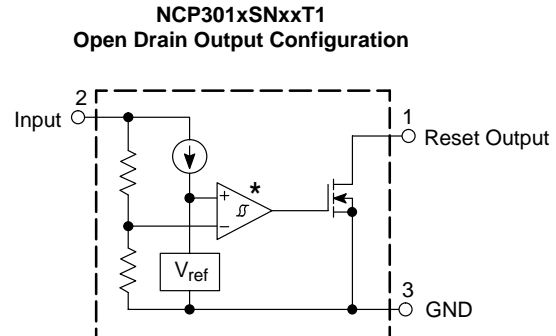 NCP301xSNxxT1
Open Drain Output Configuration
2
Input
1
Reset Output
*
+
−
Vref
3
GND